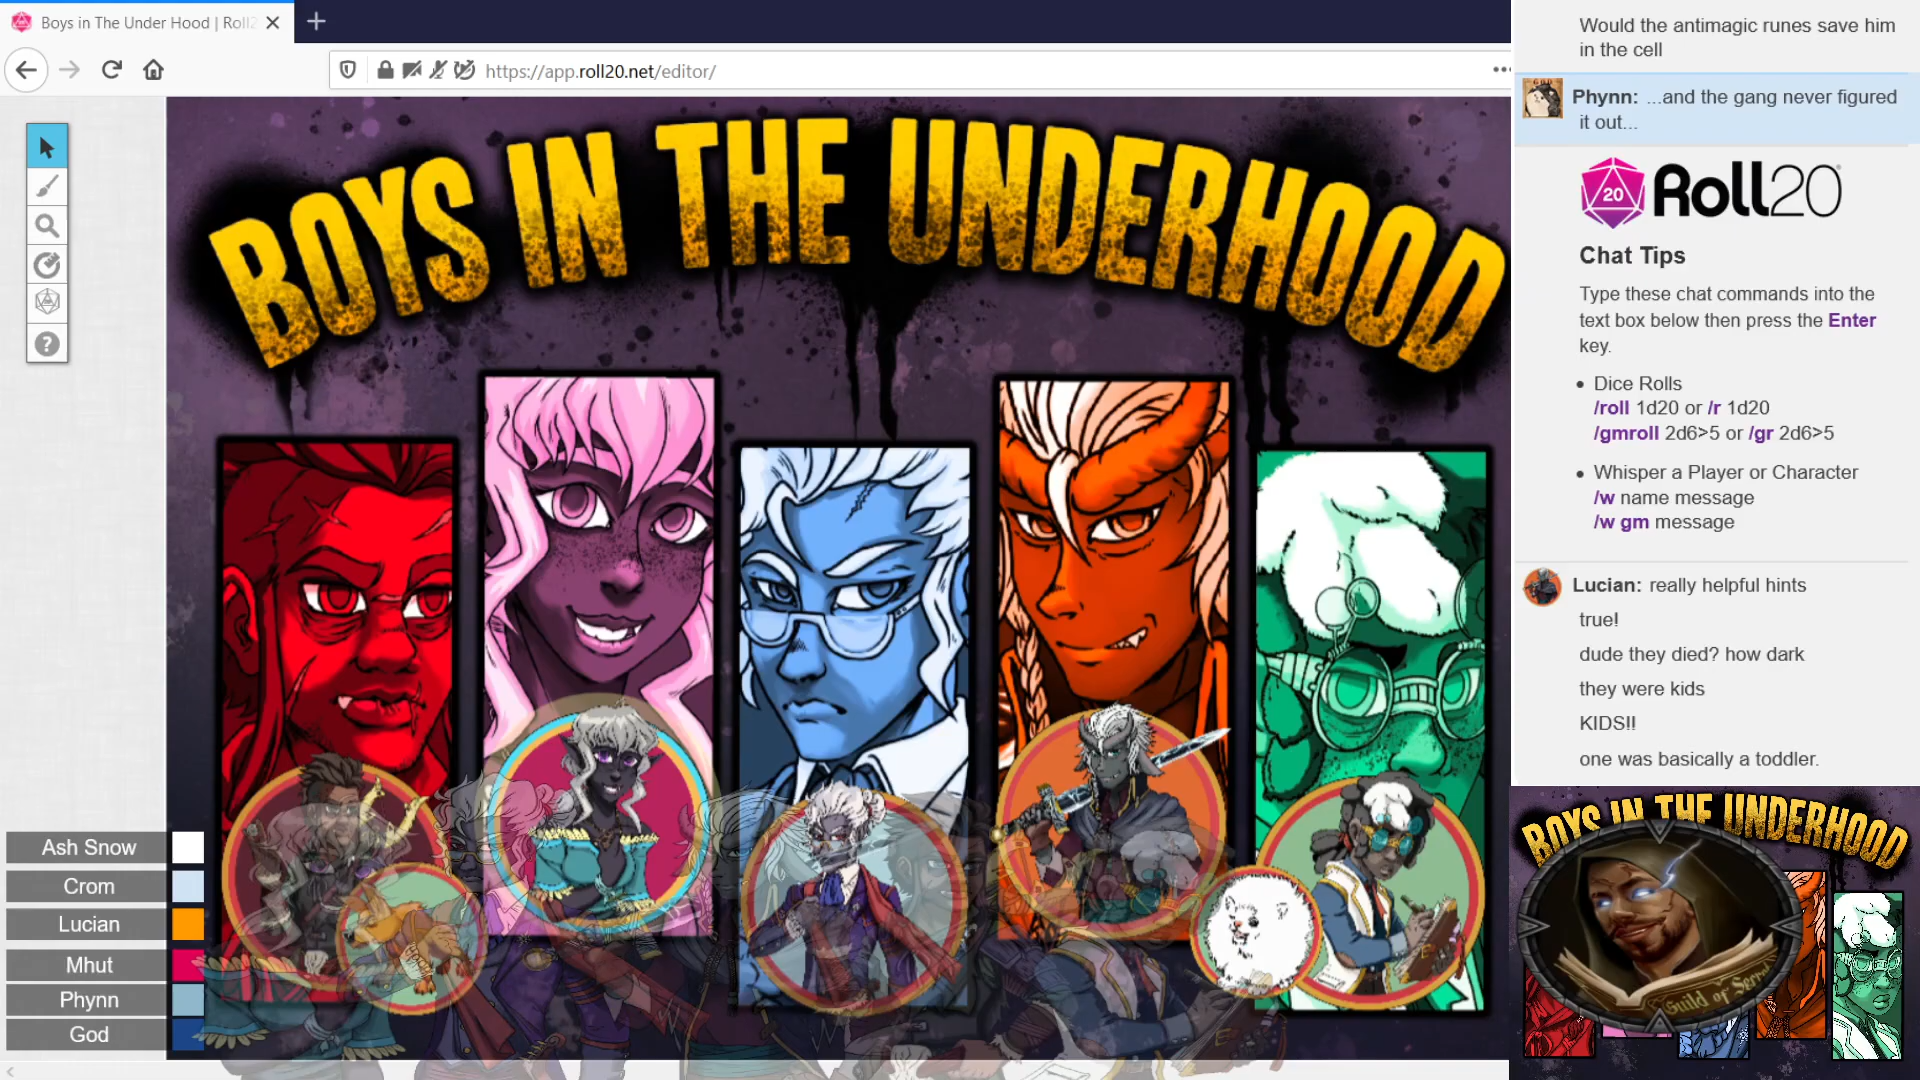 Boys in The Under Hood | Roll2
https://app.roll20.net/editor/
BOYS IN THE UNDERHOOD
Ash Snow
Crom
Lucian
Mhut
Phynn
God
Would the antimagic runes save him
in the cell
Phynn: ...and the gang never figured
it out...
20 Roll20
Chat Tips
Type these chat commands into the
text box below then press the Enter
key.
• Dice Rolls
/roll 1d20 or /r 1d20
/gmroll 2d6>5 or /gr 2d6>5
• Whisper a Player or Character
/w name message
/w gm message
Lucian: really helpful hints
true!
dude they died? how dark
they were kids
KIDS!!
one was basically a toddler.
BOYS IN THE UNDERHOOD
Guild of